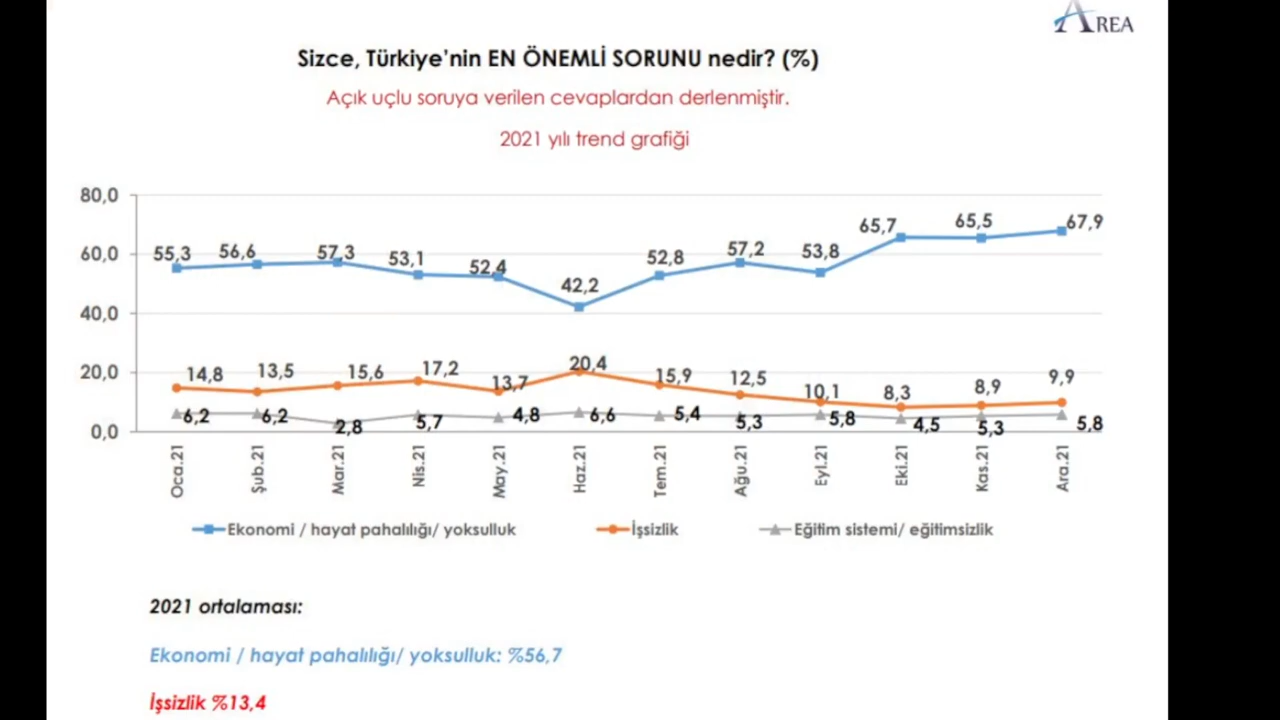 AREA
Sizce, Türkiye'nin EN ÖNEMLİ SORUNU nedir? (%)
Açık uçlu soruya verilen cevaplardan derlenmiştir.
2021 yılı trend grafiği
80,0
60,0
40,0
20,0
0,0
55,3 56,6 57,3 53,1 52,4 42,2 52,8 57,2 53,8 65,7 65,5 67,9
14,8 13,5 15,6 17,2 13,7 20,4 15,9 12,5 10,1 8,3 8,9 9,9
6,2 6,2 2,8 5,7 4,8 6,6 5,4 5,3 5,8 4,5 5,3 5,8
Oca.21 Şub.21 Mar.21 Nis.21 May.21 Haz.21 Tem.21 Ağu.21 Eyl.21 Eki.21 Kas.21 Ara.21
Ekonomi / hayat pahalılığı/ yoksulluk İşsizlik Eğitim sistemi/ eğitimsizlik
2021 ortalaması:
Ekonomi / hayat pahalılığı/ yoksulluk: %56,7
İşsizlik %13,4